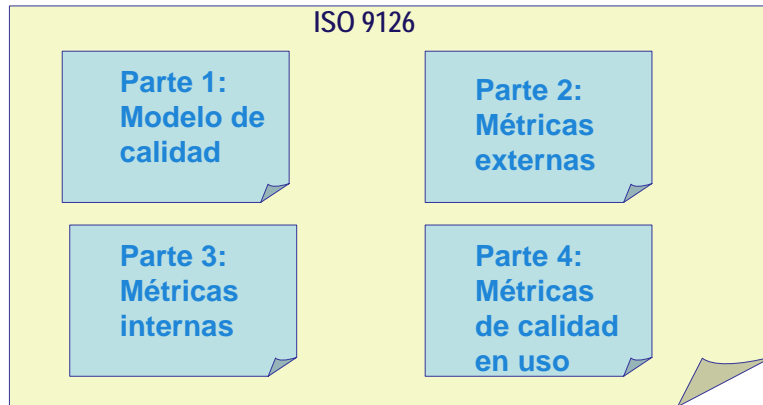 ISO 9126
Parte 1:
Modelo de
calidad
Parte 2:
Métricas
externas
Parte 3:
Métricas
internas
Parte 4:
Métricas
de calidad
en uso